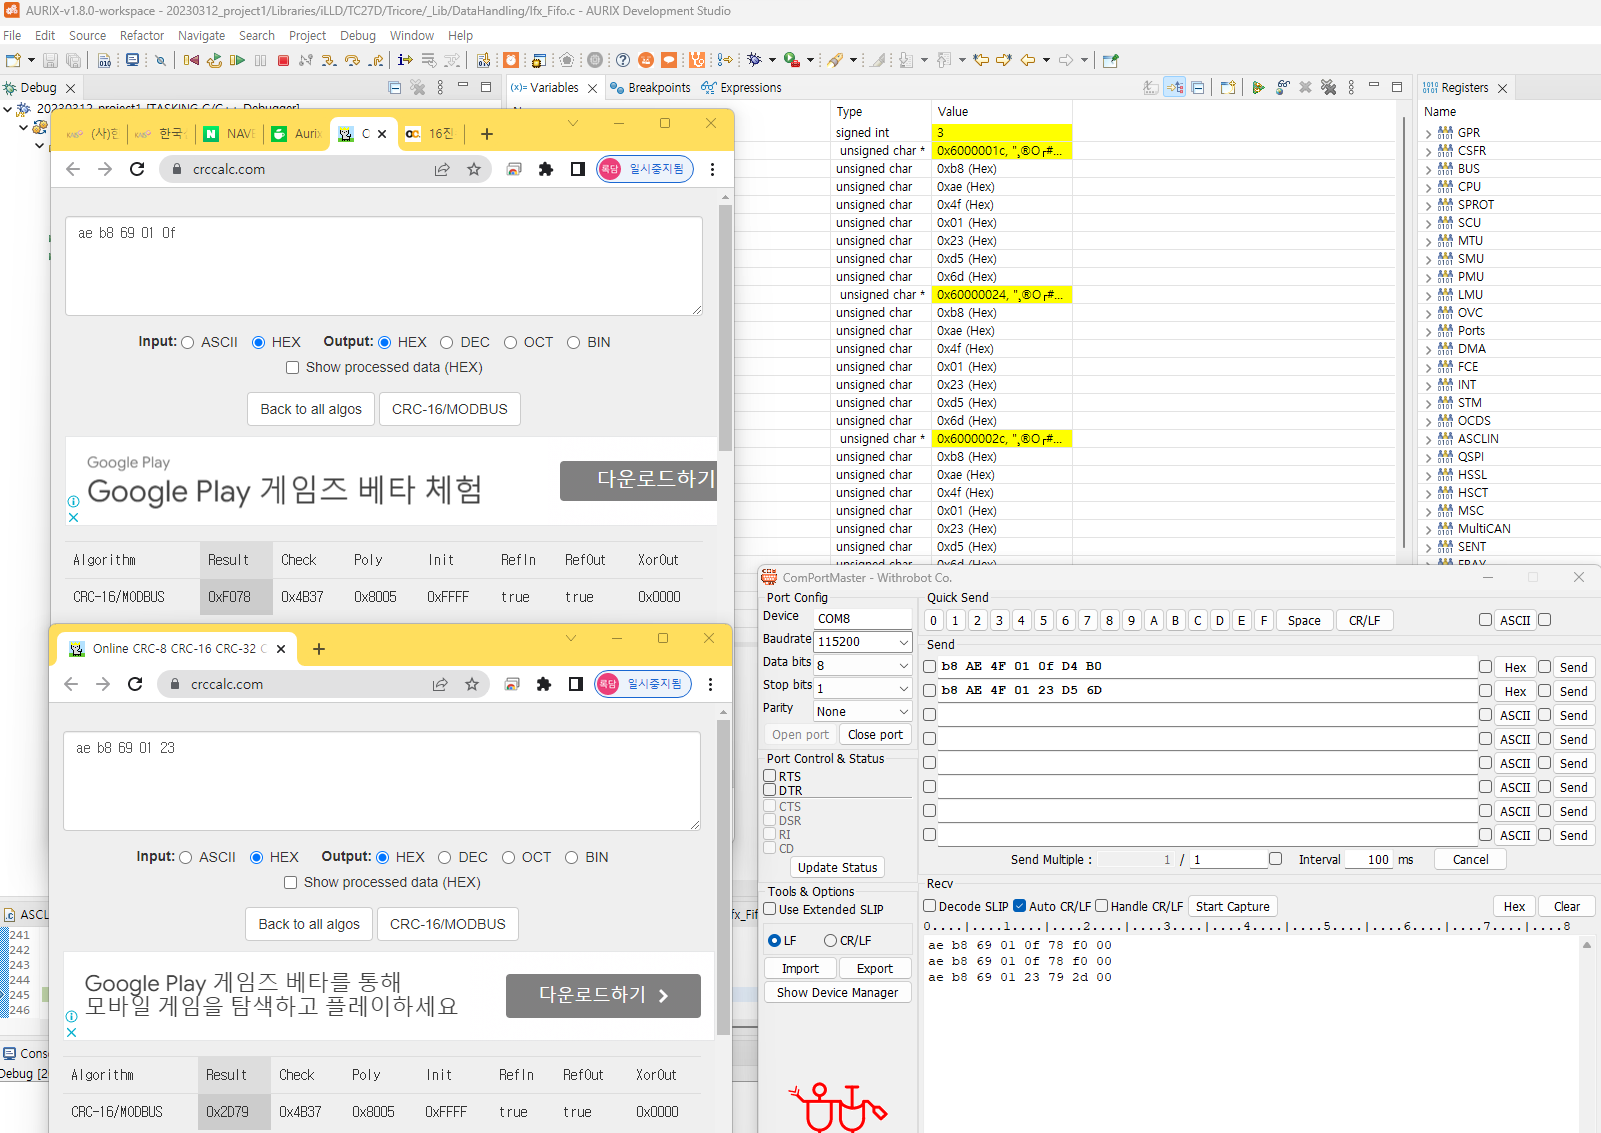 AURIX-v1.8.0-workspace - 20230312_project1/Libraries/iLLD/TC27D/Tricore/_Lib/DataHandling/Ifx_Fifo.c - AURIX Development Studio
File Edit Source Refactor Navigate Search Project Debug Window Help
Debug
20230312_project1 [TASKING C/C++ Debugger]
(x)= Variables Breakpoints Expressions
Type Value
signed int 3
unsigned char * 0x6000001c, "¸®O┌#...
unsigned char 0xb8 (Hex)
unsigned char 0xae (Hex)
unsigned char 0x4f (Hex)
unsigned char 0x01 (Hex)
unsigned char 0x23 (Hex)
unsigned char 0xd5 (Hex)
unsigned char 0x6d (Hex)
unsigned char * 0x60000024, "¸®O┌#...
unsigned char 0xb8 (Hex)
unsigned char 0xae (Hex)
unsigned char 0x4f (Hex)
unsigned char 0x01 (Hex)
unsigned char 0x23 (Hex)
unsigned char 0xd5 (Hex)
unsigned char 0x6d (Hex)
unsigned char * 0x6000002c, "¸®O┌#...
unsigned char 0xb8 (Hex)
unsigned char 0xae (Hex)
unsigned char 0x4f (Hex)
unsigned char 0x01 (Hex)
unsigned char 0x23 (Hex)
unsigned char 0xd5 (Hex)
unsigned char 0x6d (Hex)
Registers
Name
GPR
CSFR
BUS
CPU
SPROT
SCU
MTU
SMU
PMU
LMU
OVC
Ports
DMA
FCE
INT
STM
OCDS
ASCLIN
QSPI
HSSL
HSCT
MSC
MultiCAN
SENT
ERAY
(사)한 한국 NAVE Aurix C 16진
crccalc.com
록담 일시중지됨
ae b8 69 01 0f
Input: ASCII HEX Output: HEX DEC OCT BIN
Show processed data (HEX)
Back to all algos CRC-16/MODBUS
Google Play
Google Play 게임즈 베타 체험
다운로드하기
Algorithm Result Check Poly Init RefIn RefOut XorOut
CRC-16/MODBUS 0xF078 0x4B37 0x8005 0xFFFF true true 0x0000
Online CRC-8 CRC-16 CRC-32 C
crccalc.com
록담 일시중지됨
ae b8 69 01 23
Input: ASCII HEX Output: HEX DEC OCT BIN
Show processed data (HEX)
Back to all algos CRC-16/MODBUS
Google Play 게임즈 베타를 통해
모바일 게임을 탐색하고 플레이하세요
다운로드하기
Algorithm Result Check Poly Init RefIn RefOut XorOut
CRC-16/MODBUS 0x2D79 0x4B37 0x8005 0xFFFF true true 0x0000
ASCL
fx_Fif
241
242
243
244
245
246
Conso
Debug [20
ComPortMaster - Withrobot Co.
Port Config
Device COM8
Baudrate 115200
Data bits 8
Stop bits 1
Parity None
Open port Close port
Port Control & Status
RTS
DTR
CTS
DSR
RI
CD
Update Status
Tools & Options
Use Extended SLIP
LF CR/LF
Import Export
Show Device Manager
Quick Send
0 1 2 3 4 5 6 7 8 9 A B C D E F Space CR/LF ASCII
Send
b8 AE 4F 01 0f D4 B0 Hex Send
b8 AE 4F 01 23 D5 6D Hex Send
ASCII Send
ASCII Send
ASCII Send
ASCII Send
ASCII Send
ASCII Send
Send Multiple : 1 / 1 Interval 100 ms Cancel
Recv
Decode SLIP Auto CR/LF Handle CR/LF Start Capture Hex Clear
0....|....1....|....2....|....3....|....4....|....5....|....6....|....7....|....8
ae b8 69 01 0f 78 f0 00
ae b8 69 01 0f 78 f0 00
ae b8 69 01 23 79 2d 00